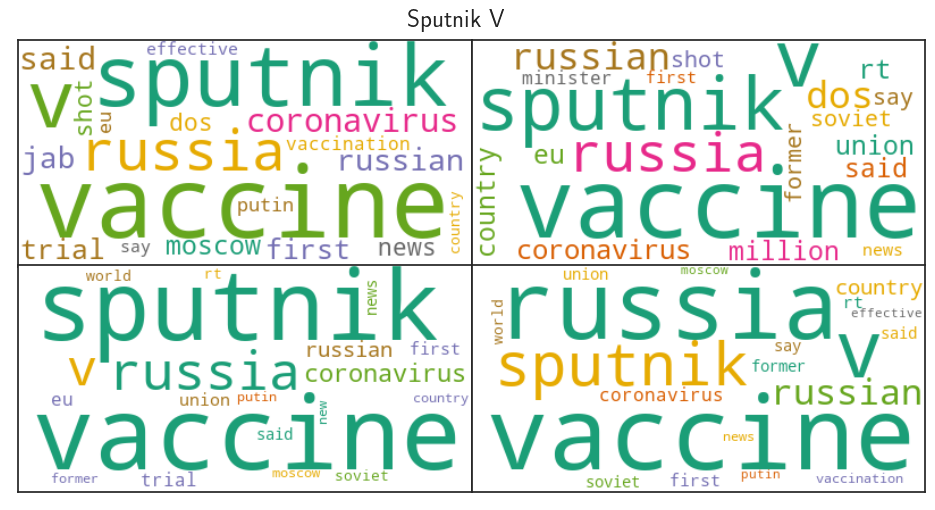 Sputnik V
said
effective
sputnik
v
shot
eu
dos
coronavirus
jab
russia
vaccination
russian
vaccine
putin
country
trial
say
moscow
first
news
russian
shot
v
rt
minister
first
sputnik
dos
say
soviet
country
eu
russia
former
union
said
vaccine
coronavirus
million
news
world
rt
sputnik
news
v
russia
russian
first
coronavirus
eu
union
putin
new
country
vaccine
said
former
trial
moscow
soviet
union
moscow
country
world
russia
rt
effective
said
sputnik
say
v
former
coronavirus
russian
vaccine
news
soviet
first
putin
vaccination